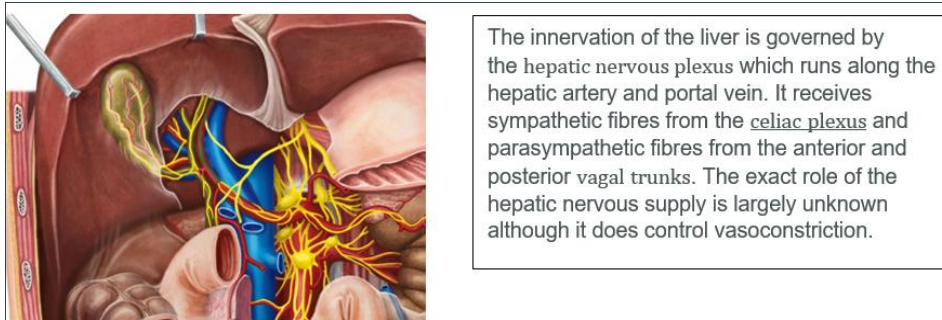 The innervation of the liver is governed by
the hepatic nervous plexus which runs along the
hepatic artery and portal vein. It receives
sympathetic fibres from the celiac plexus and
parasympathetic fibres from the anterior and
posterior vagal trunks. The exact role of the
hepatic nervous supply is largely unknown
although it does control vasoconstriction.